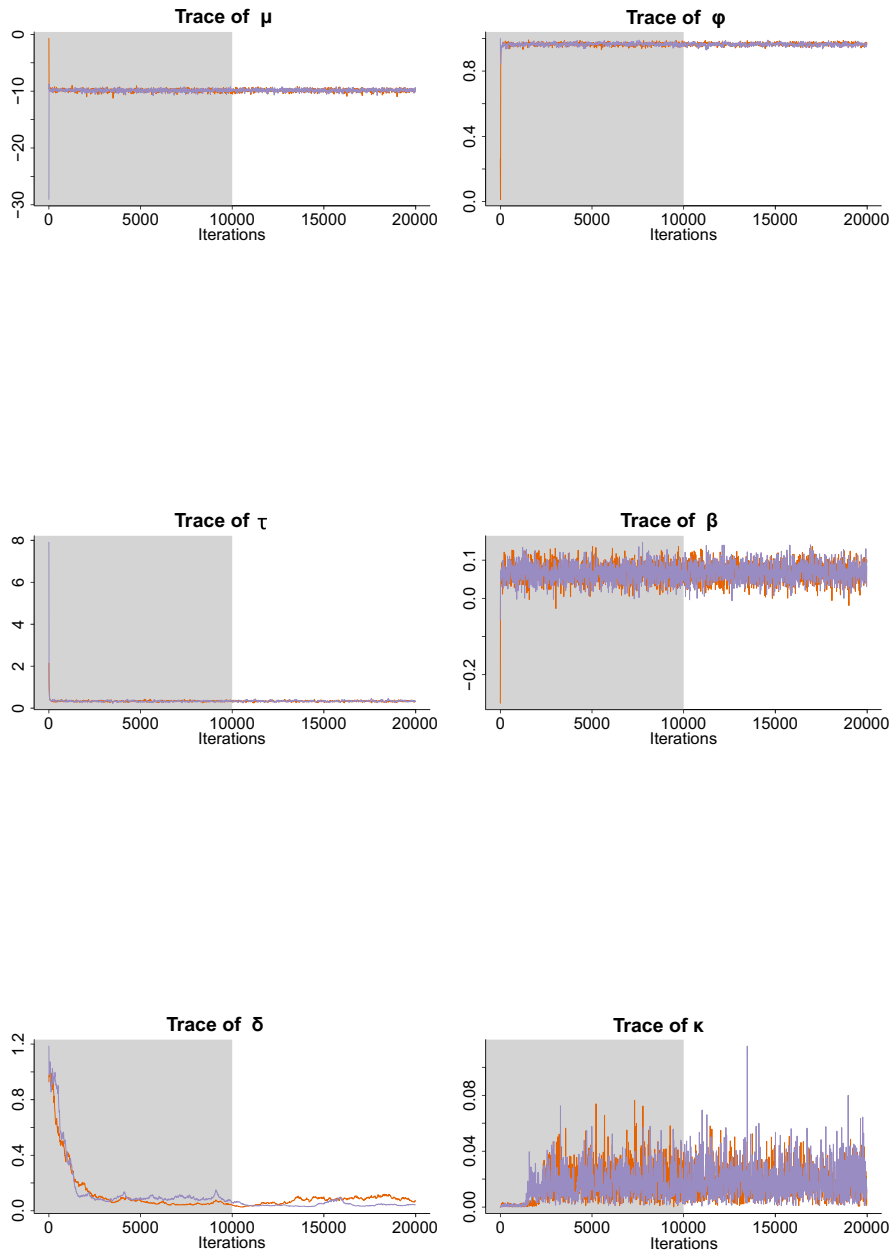 Trace of μ
0
−10
−20
−30
0 5000 10000 15000 20000
Iterations
Trace of φ
0.8
0.4
0.0
0 5000 10000 15000 20000
Iterations
Trace of τ
8
6
4
2
0
0 5000 10000 15000 20000
Iterations
Trace of β
0.1
0.0
−0.2
0 5000 10000 15000 20000
Iterations
Trace of δ
1.2
0.8
0.4
0.0
0 5000 10000 15000 20000
Iterations
Trace of κ
0.08
0.04
0.00
0 5000 10000 15000 20000
Iterations